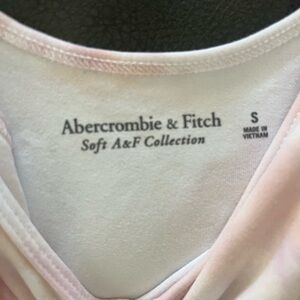 Abercrombie & Fitch
Soft A&F Collection
S
MADE IN
VIETNAM